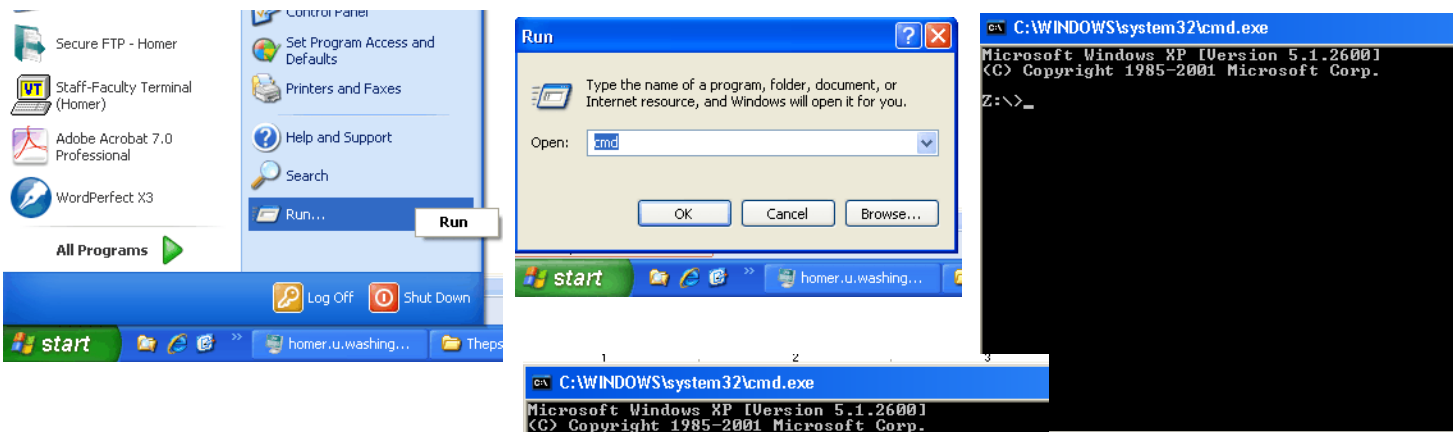 Control Panel
Secure FTP - Homer
Set Program Access and
Defaults
VT
Staff-Faculty Terminal
(Homer)
Printers and Faxes
Adobe Acrobat 7.0
Professional
Help and Support
Search
WordPerfect X3
Run...
Run
All Programs
Log Off
Shut Down
start
»
homer.u.washing...
Theps
Run
?
Type the name of a program, folder, document, or
Internet resource, and Windows will open it for you.
Open:
cmd
OK
Cancel
Browse...
start
»
homer.u.washing...
C:\WINDOWS\system32\cmd.exe
Microsoft Windows XP [Version 5.1.2600]
(C) Copyright 1985-2001 Microsoft Corp.
Z:\>_
1
2
3
C:\WINDOWS\system32\cmd.exe
Microsoft Windows XP [Version 5.1.2600]
(C) Copyright 1985-2001 Microsoft Corp.